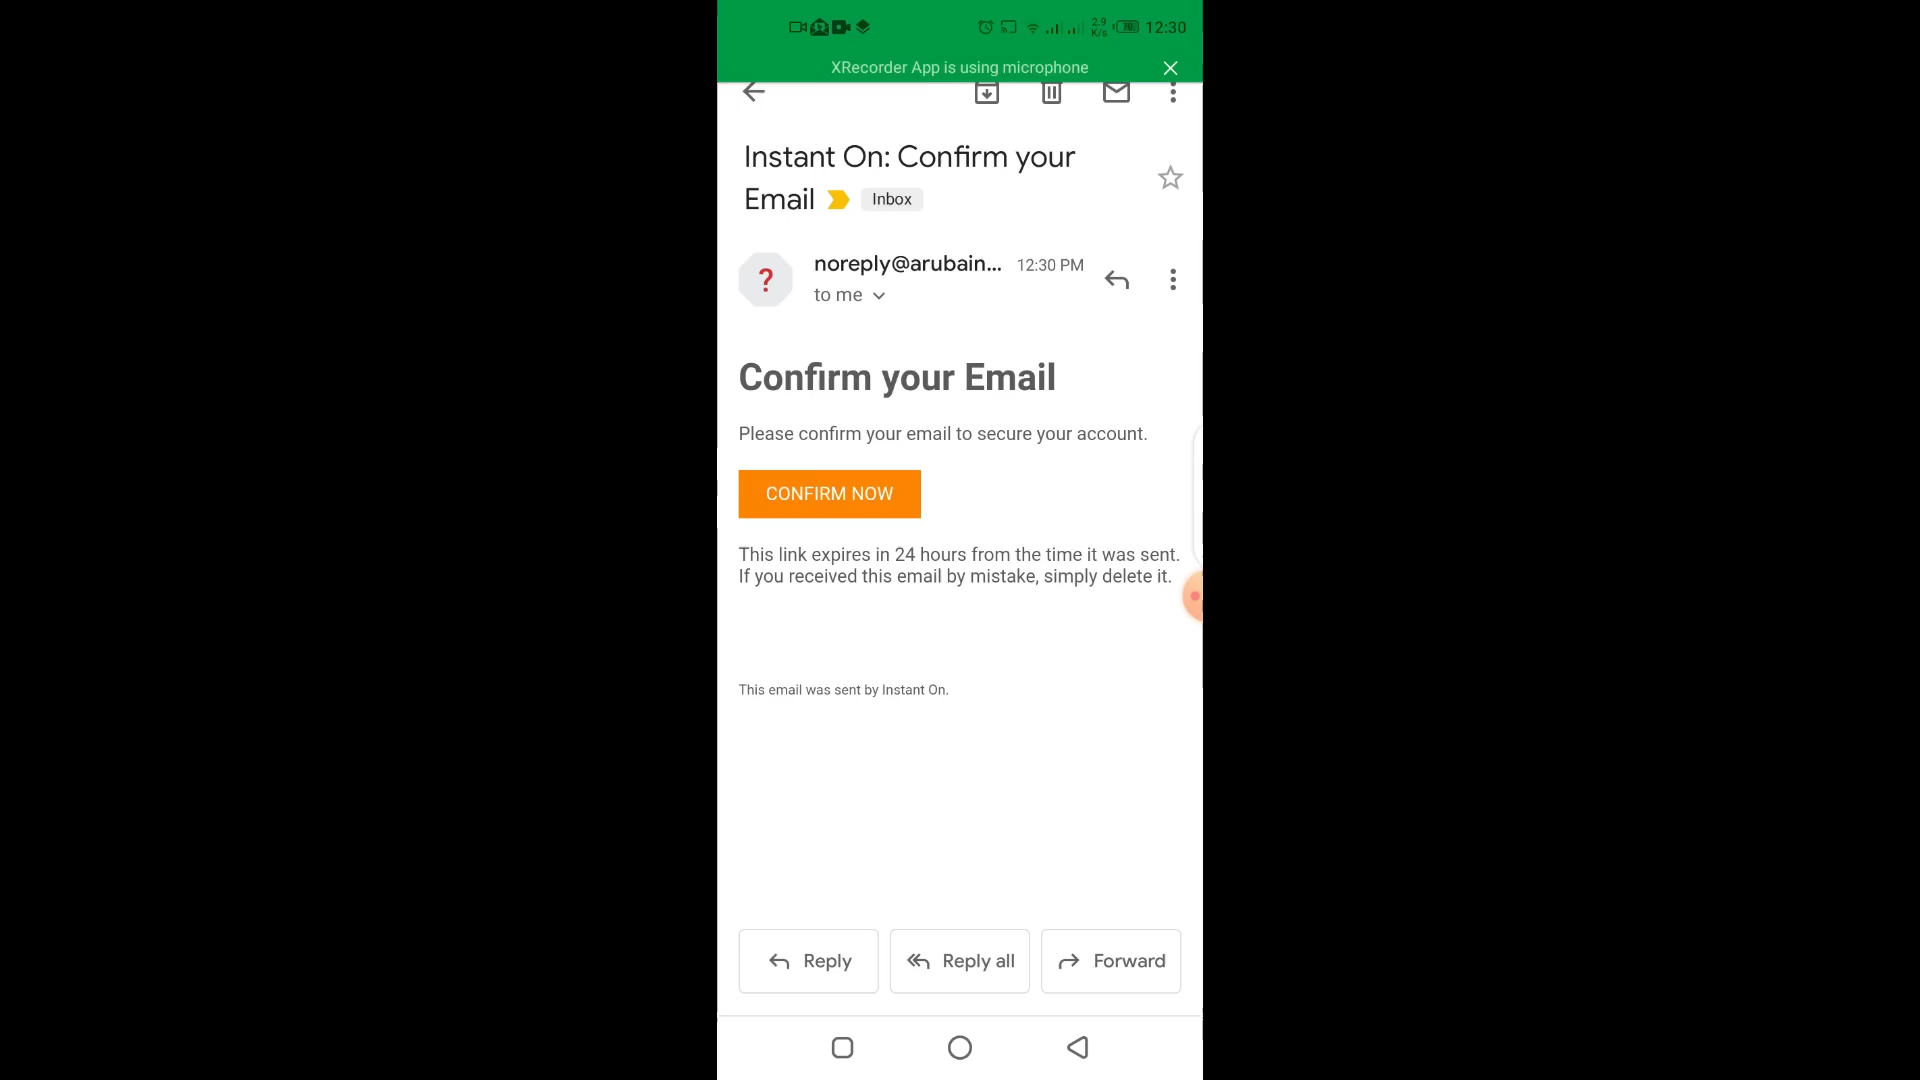 2.9
K/s
70
12:30
XRecorder App is using microphone
Instant On: Confirm your
Email
Inbox
?
noreply@arubain...
12:30 PM
to me
Confirm your Email
Please confirm your email to secure your account.
CONFIRM NOW
This link expires in 24 hours from the time it was sent.
If you received this email by mistake, simply delete it.
This email was sent by Instant On.
Reply
Reply all
Forward